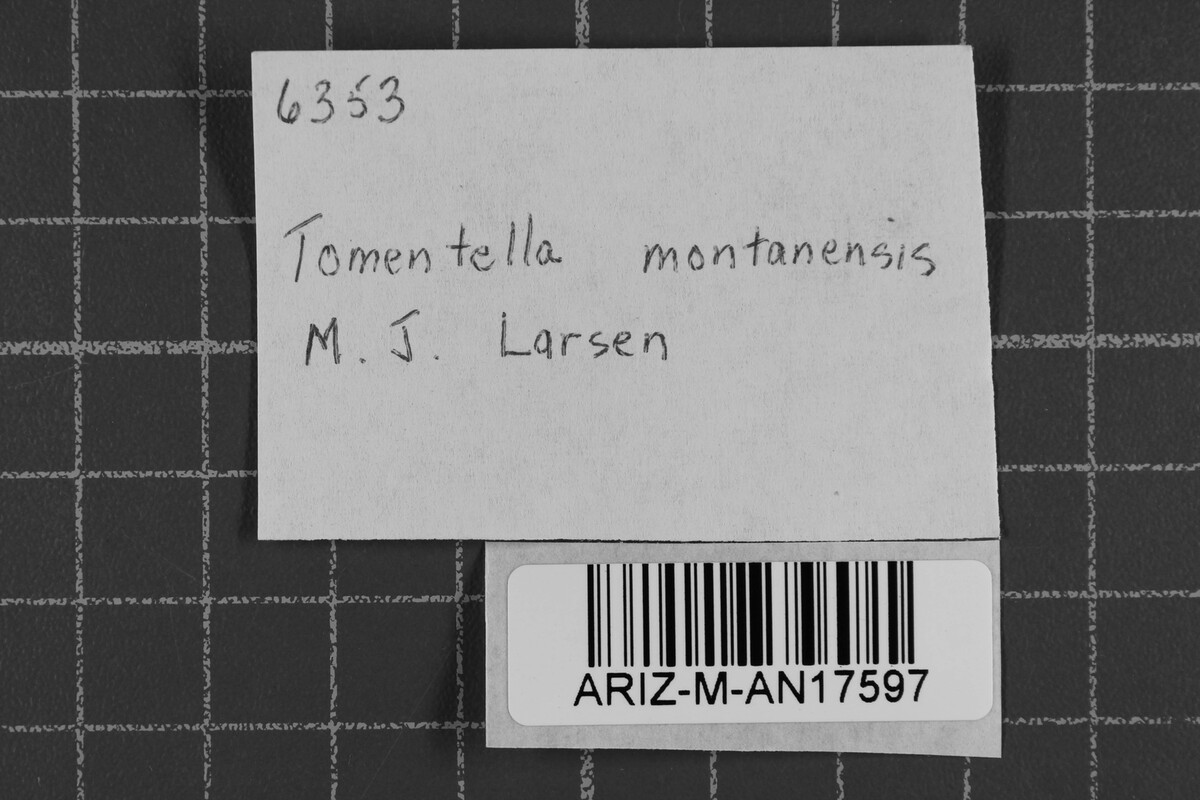 6353
Tomentella montanensis
M. J. Larsen
ARIZ-M-AN17597